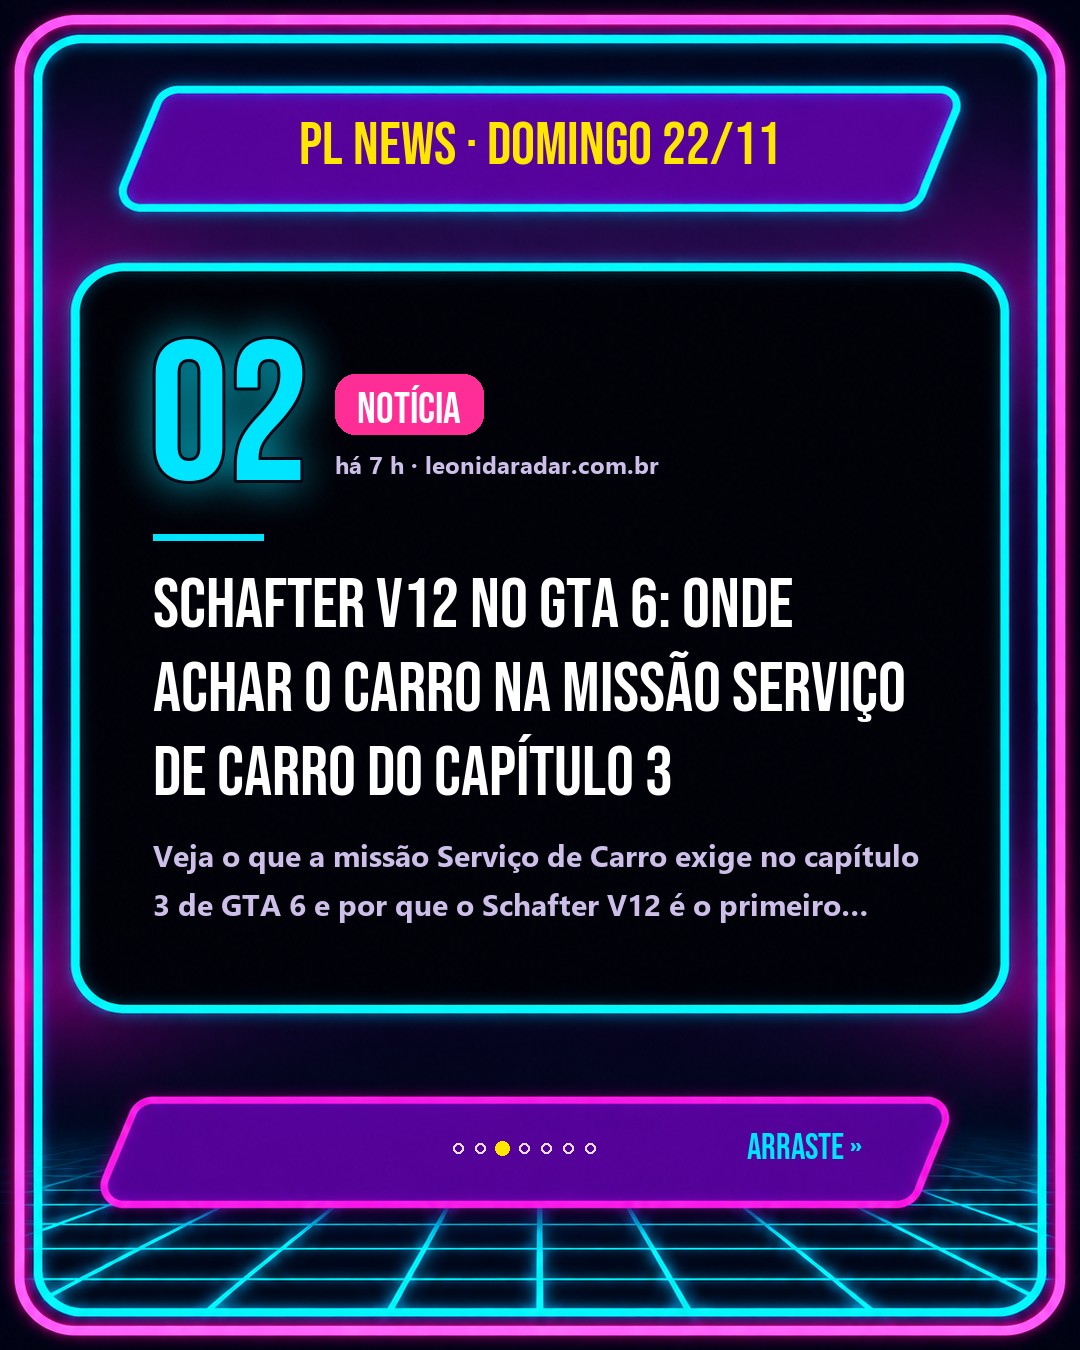 PL NEWS · DOMINGO 22/11
02
NOTÍCIA
há 7 h · leonidaradar.com.br
SCHAFTER V12 NO GTA 6: ONDE
ACHAR O CARRO NA MISSÃO SERVIÇO
DE CARRO DO CAPÍTULO 3
Veja o que a missão Serviço de Carro exige no capítulo
3 de GTA 6 e por que o Schafter V12 é o primeiro...
ARRASTE »